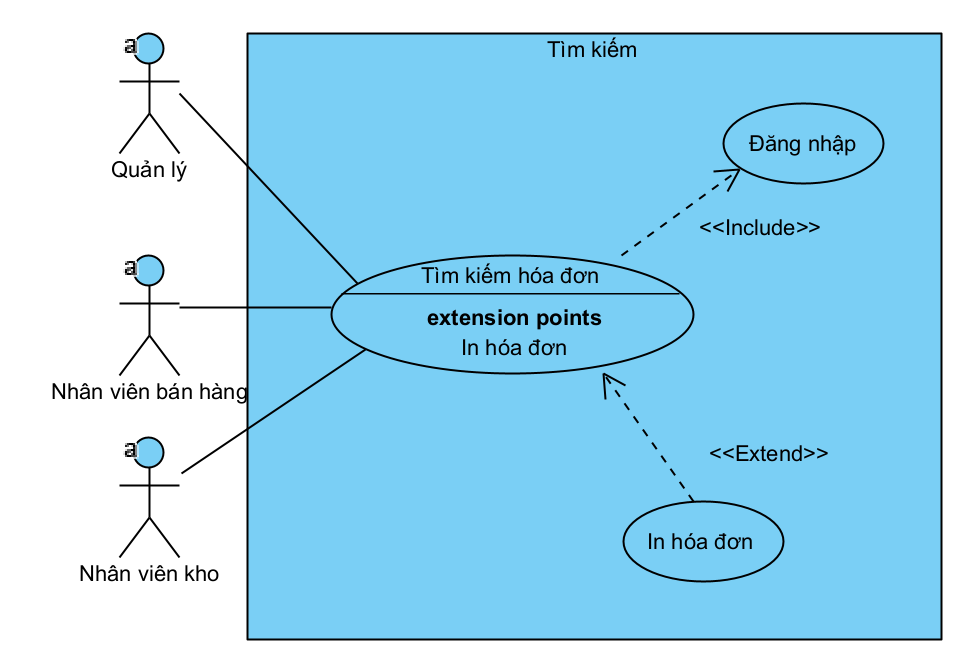 Tìm kiếm
a
Quản lý
Đăng nhập
<<Include>>
Tìm kiếm hóa đơn
extension points
In hóa đơn
a
Nhân viên bán hàng
a
Nhân viên kho
<<Extend>>
In hóa đơn